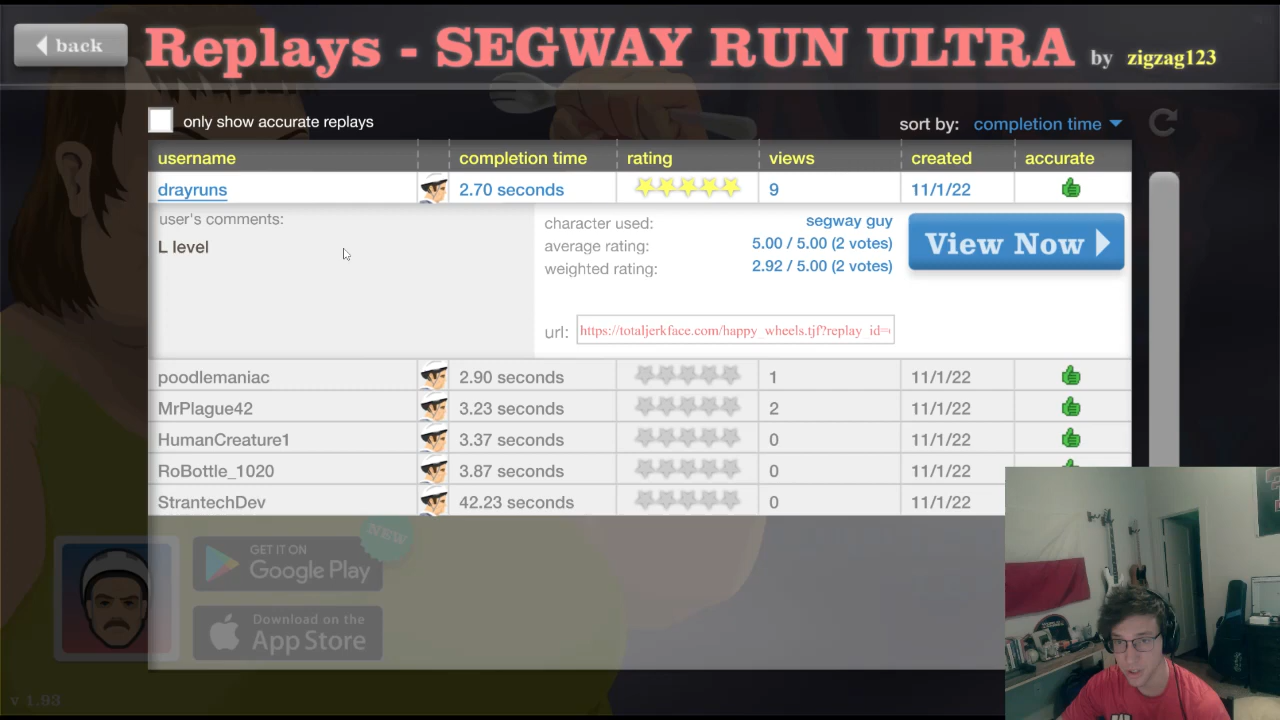 back
Replays - SEGWAY RUN ULTRA by zigzag123
only show accurate replays
sort by: completion time
username completion time rating views created accurate
drayruns 2.70 seconds 9 11/1/22
user's comments:
L level
character used: segway guy
average rating: 5.00 / 5.00 (2 votes)
weighted rating: 2.92 / 5.00 (2 votes)
View Now
url: https://totaljerkface.com/happy_wheels.tjf?replay_id=
poodlemaniac 2.90 seconds 1 11/1/22
MrPlague42 3.23 seconds 2 11/1/22
HumanCreature1 3.37 seconds 0 11/1/22
RoBottle_1020 3.87 seconds 0 11/1/22
StrantechDev 42.23 seconds 0 11/1/22
NEW
GET IT ON
Google Play
Download on the
App Store
v 1.93